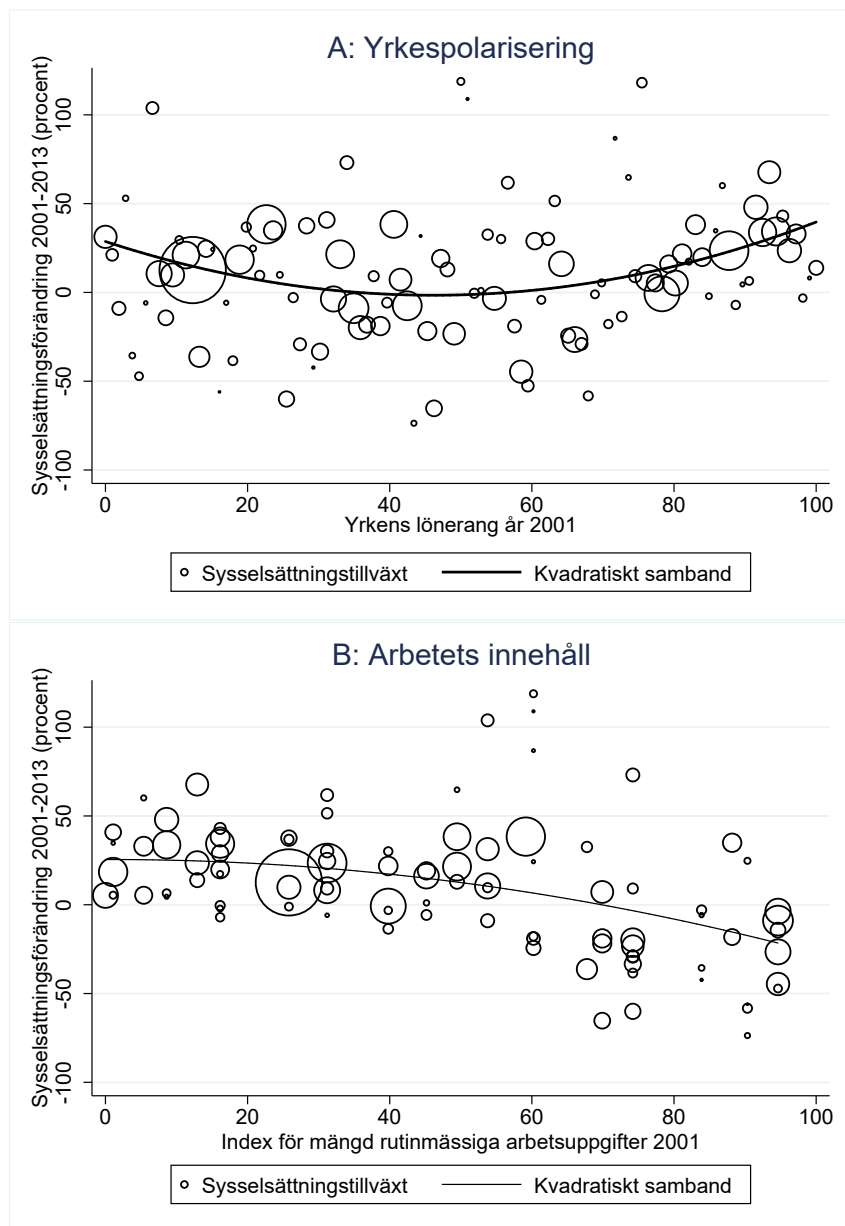 A: Yrkespolarisering
Sysselsättningsförändring 2001-2013 (procent)
100
50
0
-50
-100
0 20 40 60 80 100
Yrkens lönerang år 2001
Sysselsättningstillväxt Kvadratiskt samband
B: Arbetets innehåll
Sysselsättningsförändring 2001-2013 (procent)
100
50
0
-50
-100
0 20 40 60 80 100
Index för mängd rutinmässiga arbetsuppgifter 2001
Sysselsättningstillväxt Kvadratiskt samband